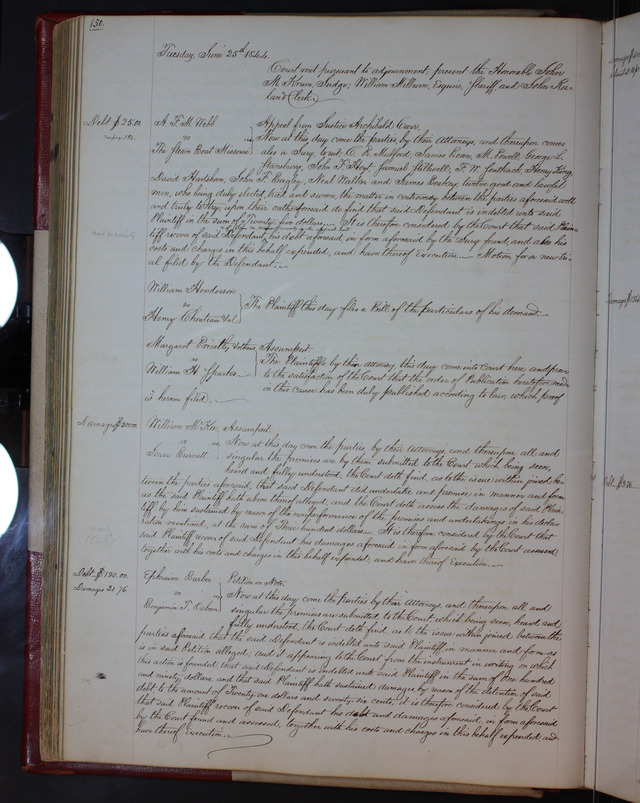 150.
Tuesday, June 25th 1844
Court met pursuant to adjournment, present the Honorable John
M. Krum Judge, William Milburn, Esquire, Sheriff and John
land Clerk.
Debt $25.00
A. F. M. Webb
vs
The Steam Boat Missouri
Appeal from Justice
Now at this day come the parties by their Attorneys, and thereupon comes
also a Jury, to wit, Mulford, James M. Powell, George L.
Stansbury, John F. Hoyt, Samuel Stillwell, F. W. Southack, Henry King,
David John Neal Walter and James twelve good and lawful
men, who being duly elected, tried and sworn, the matter in controversy between the parties aforesaid well
and truly to try, upon their oaths aforesaid do find that said Defendant is indebted unto said
Plaintiff in the sum of Twenty five dollars. It is therefore considered by the Court that said Plain-
tiff recover of said Defendant the debt aforesaid in form aforesaid by the Jury found, and also his
costs and charges in this behalf expended, and have thereof Execution. Motion for a new tri-
al filed by the Defendant.
William Henderson
vs
Henry Chouteau et al.
The Plaintiff this day files a Bill of the particulars of his demand.
Margaret others
vs
William H.
Assumpsit
The Plaintiffs by their attorney, this day come into Court here and prove
to the satisfaction of the Court that the order of Publication heretofore made
in this cause has been duly published according to law, which proof
is herein filed.
Damages $300.00
William McKee
vs
Isaac
Assumpsit
Now at this day come the parties, by their Attorneys and thereupon, all and
singular the premises are by them submitted to the Court, which being seen,
heard and fully understood, the Court doth find, as to the issue within joined be-
tween the parties aforesaid, that said Defendant did undertake and promise in manner and form
as the said Plaintiff hath above thereof alleged, and the Court doth assess the damages of said Plain-
tiff, by him sustained by reason of the nonperformance of the promises and undertakings in his decla-
ration mentioned, at the sum of Three hundred dollars. It is therefore considered by the Court that
said Plaintiff recover of said Defendant his damages aforesaid in form aforesaid by the Court assessed
together with his costs and charges in this behalf expended, and have thereof Execution.
Debt $190.00
Damages 21.76
Ephraim Barber
vs
Benjamin T.
Petition on Note
Now at this day come the parties by their Attorneys and thereupon, all and
singular the premises are submitted to the Court, which being seen, heard and
fully understood, the Court doth find, as to the issue within joined between the
parties aforesaid that the said Defendant is indebted unto said Plaintiff in manner and form as
is in said Petition alleged, and it appearing to the Court from the instrument in writing on which
this action is founded, that said Defendant is indebted unto said Plaintiff in the sum of One hundred
and ninety dollars, and that said Plaintiff hath sustained damages by reason of the detention of said
debt to the amount of Twenty one dollars and seventy six cents, it is therefore considered by the Court
that said Plaintiff recover of said Defendant his debt and damages aforesaid, in form aforesaid
by the Court found and assessed, together with his costs and charges in this behalf expended, and
have thereof Execution.